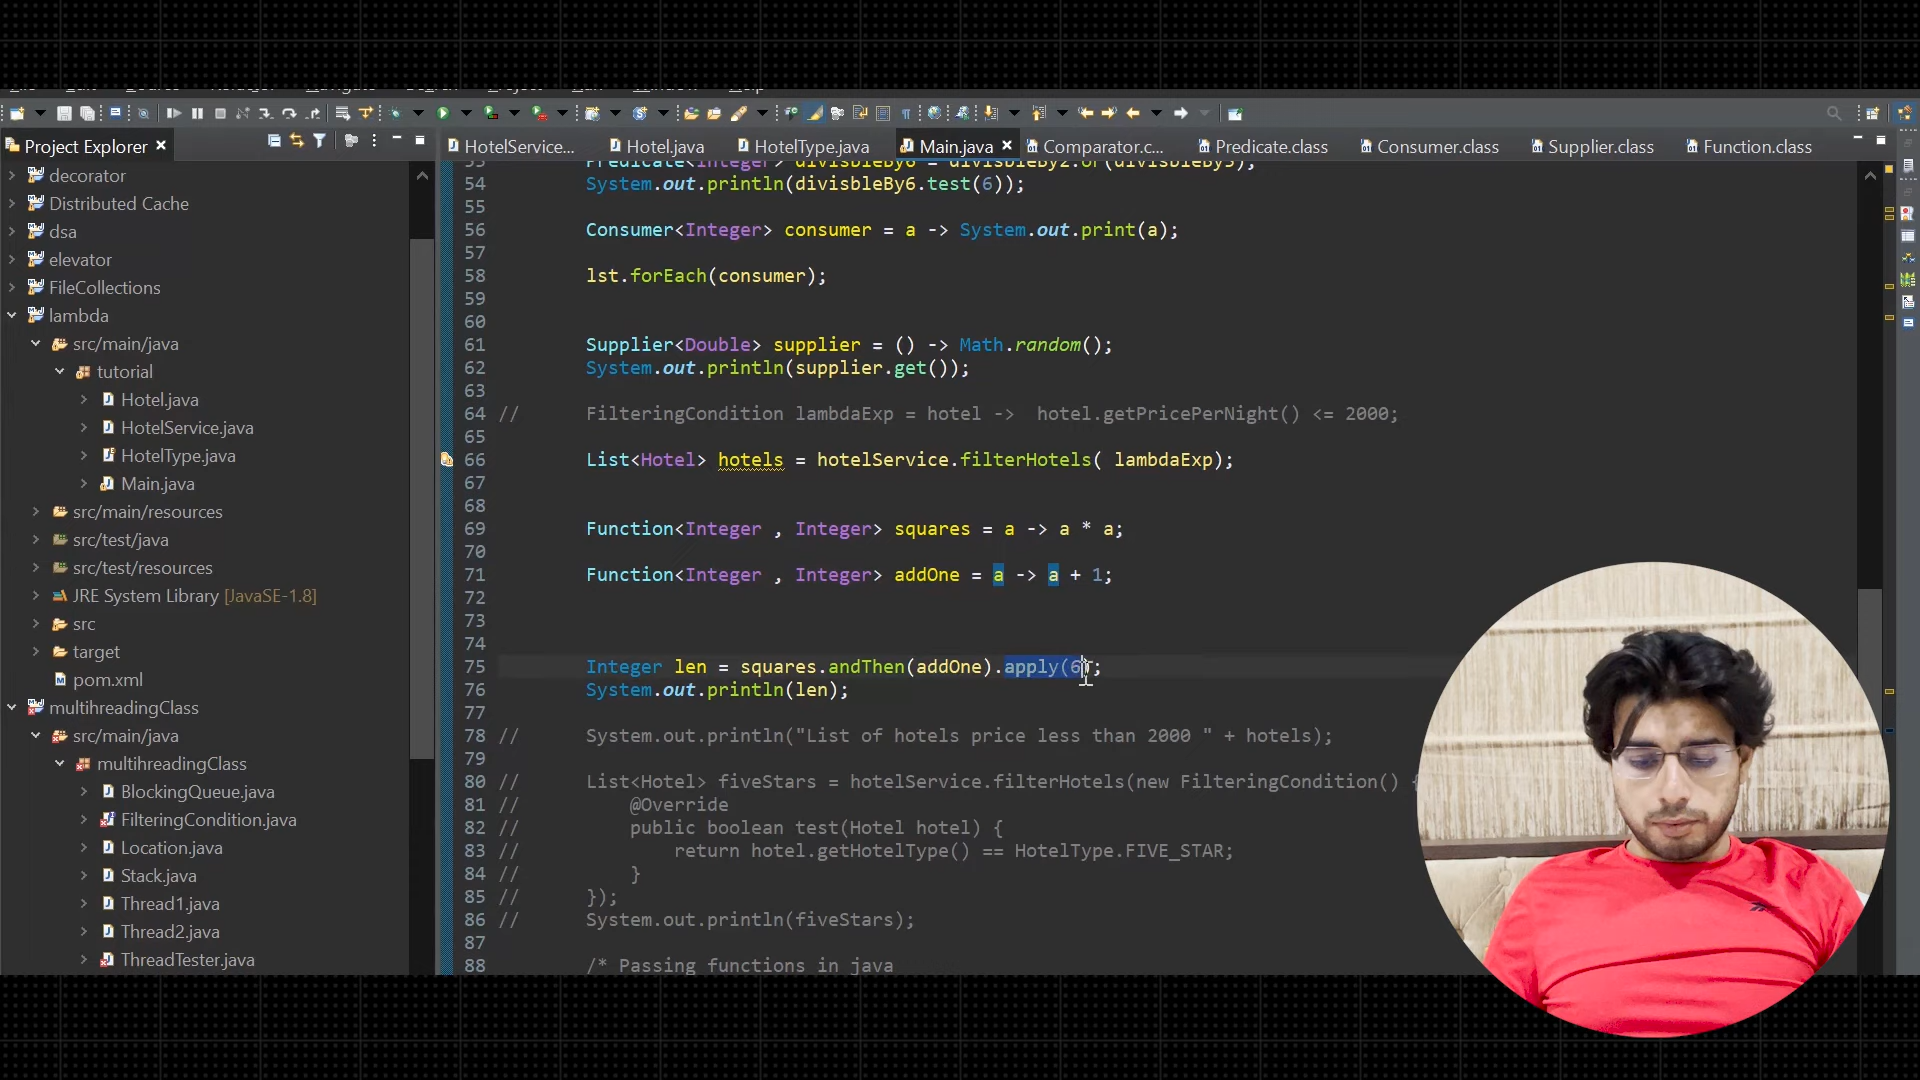 Project Explorer
HotelService...
Hotel.java
HotelType.java
Main.java
Comparator.c...
Predicate.class
Consumer.class
Supplier.class
Function.class
decorator
Distributed Cache
dsa
elevator
FileCollections
lambda
src/main/java
tutorial
Hotel.java
HotelService.java
HotelType.java
Main.java
src/main/resources
src/test/java
src/test/resources
JRE System Library [JavaSE-1.8]
src
target
pom.xml
multihreadingClass
src/main/java
multihreadingClass
BlockingQueue.java
FilteringCondition.java
Location.java
Stack.java
Thread1.java
Thread2.java
ThreadTester.java
54 System.out.println(divisbleBy6.test(6));
55
56 Consumer<Integer> consumer = a -> System.out.print(a);
57
58 lst.forEach(consumer);
59
60
61 Supplier<Double> supplier = () -> Math.random();
62 System.out.println(supplier.get());
63
64 // FilteringCondition lambdaExp = hotel -> hotel.getPricePerNight() <= 2000;
65
66 List<Hotel> hotels = hotelService.filterHotels( lambdaExp);
67
68
69 Function<Integer , Integer> squares = a -> a * a;
70
71 Function<Integer , Integer> addOne = a -> a + 1;
72
73
74
75 Integer len = squares.andThen(addOne).apply(6);
76 System.out.println(len);
77
78 // System.out.println("List of hotels price less than 2000 " + hotels);
79
80 // List<Hotel> fiveStars = hotelService.filterHotels(new FilteringCondition() {
81 // @Override
82 // public boolean test(Hotel hotel) {
83 // return hotel.getHotelType() == HotelType.FIVE_STAR;
84 // }
85 // });
86 // System.out.println(fiveStars);
87
88 /* Passing functions in java